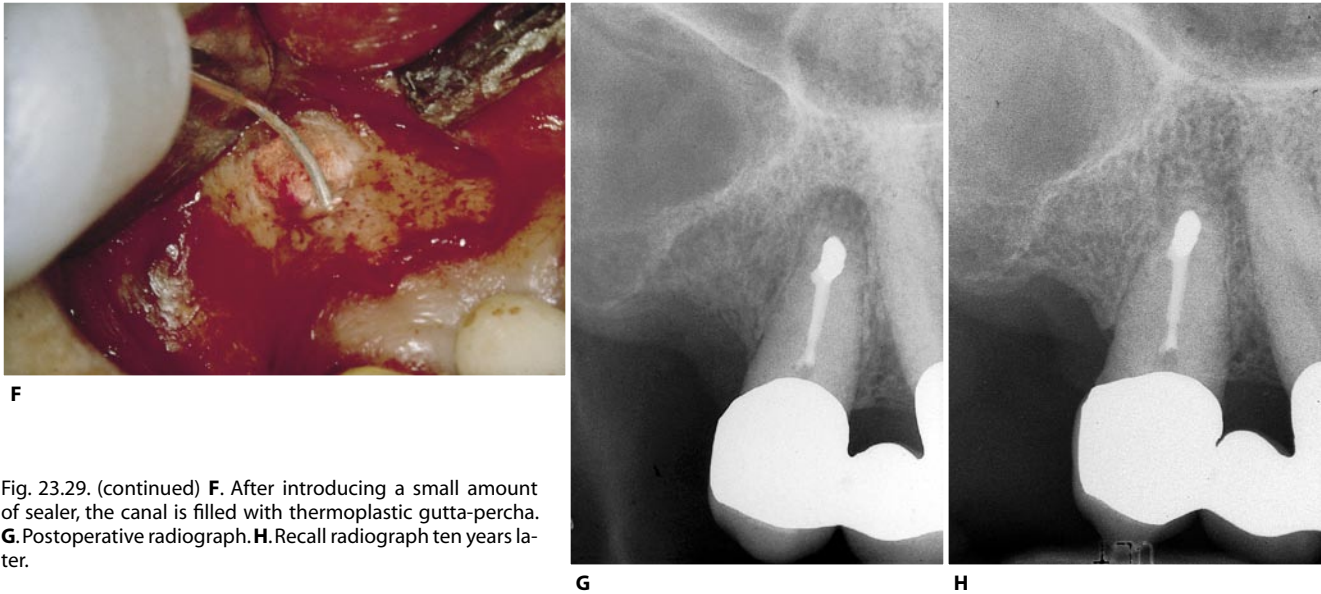 F
Fig. 23.29. (continued) F. After introducing a small amount
of sealer, the canal is filled with thermoplastic gutta-percha.
G. Postoperative radiograph. H. Recall radiograph ten years la-
ter.
G
H